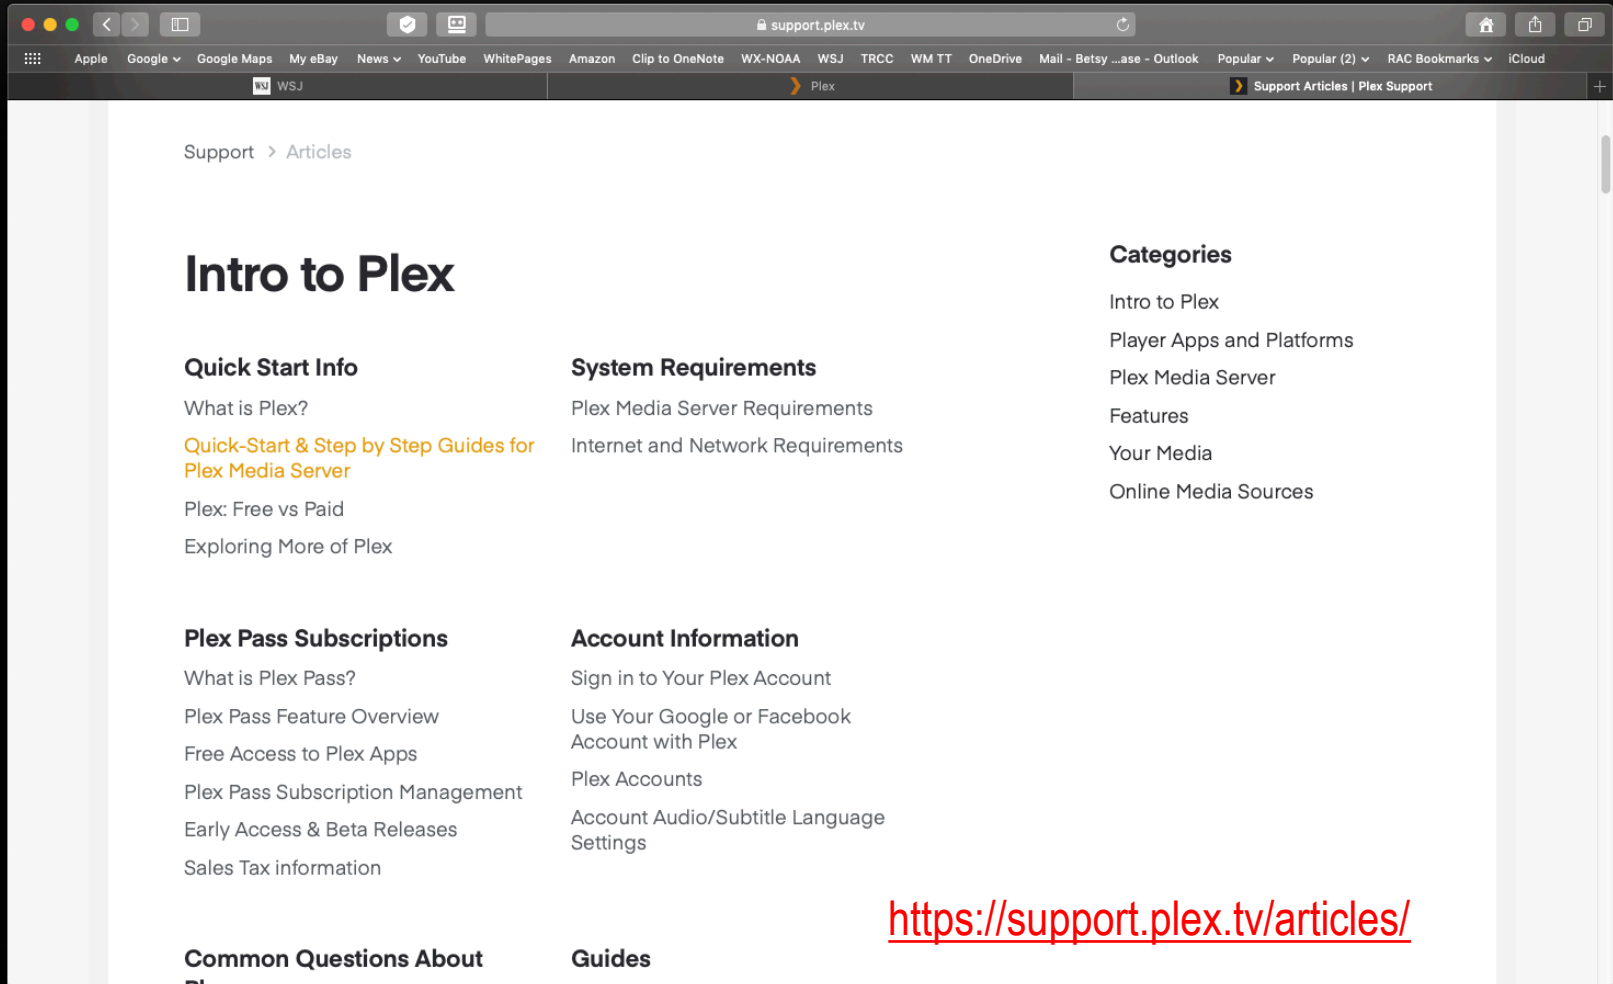 support.plex.tv
Apple Google Google Maps My eBay News YouTube WhitePages Amazon Clip to OneNote WX-NOAA WSJ TRCC WM TT OneDrive Mail - Betsy ...ase - Outlook Popular Popular (2) RAC Bookmarks iCloud
WSJ WSJ Plex Support Articles | Plex Support
Support > Articles
Intro to Plex
Quick Start Info
What is Plex?
Quick-Start & Step by Step Guides for
Plex Media Server
Plex: Free vs Paid
Exploring More of Plex
System Requirements
Plex Media Server Requirements
Internet and Network Requirements
Categories
Intro to Plex
Player Apps and Platforms
Plex Media Server
Features
Your Media
Online Media Sources
Plex Pass Subscriptions
What is Plex Pass?
Plex Pass Feature Overview
Free Access to Plex Apps
Plex Pass Subscription Management
Early Access & Beta Releases
Sales Tax information
Account Information
Sign in to Your Plex Account
Use Your Google or Facebook
Account with Plex
Plex Accounts
Account Audio/Subtitle Language
Settings
https://support.plex.tv/articles/
Common Questions About
Guides